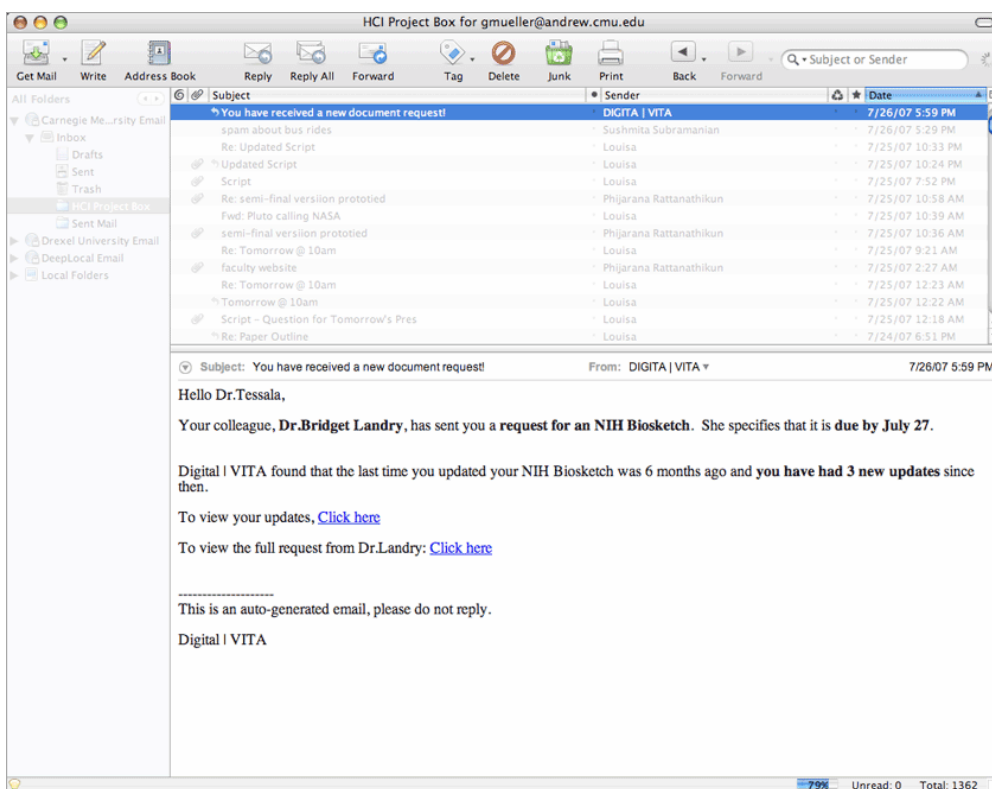 HCI Project Box for gmueller@andrew.cmu.edu
Get Mail Write Address Book Reply Reply All Forward Tag Delete Junk Print Back Forward Subject or Sender
All Folders
Carnegie Me...rsity Email
Inbox
Drafts
Sent
Trash
HCI Project Box
Sent Mail
Drexel University Email
DeepLocal Email
Local Folders
Subject Sender Date
You have received a new document request! DIGITA | VITA 7/26/07 5:59 PM
spam about bus rides Sushmita Subramanian 7/26/07 5:29 PM
Re: Updated Script Louisa 7/25/07 10:33 PM
Updated Script Louisa 7/25/07 10:24 PM
Script Louisa 7/25/07 7:52 PM
Re: semi-final versiion prototied Phijarana Rattanathikun 7/25/07 10:58 AM
Fwd: Pluto calling NASA Louisa 7/25/07 10:39 AM
semi-final versiion prototied Phijarana Rattanathikun 7/25/07 10:36 AM
Re: Tomorrow @ 10am Louisa 7/25/07 9:21 AM
faculty website Phijarana Rattanathikun 7/25/07 2:27 AM
Re: Tomorrow @ 10am Louisa 7/25/07 12:23 AM
Tomorrow @ 10am Louisa 7/25/07 12:22 AM
Script - Question for Tomorrow's Pres Louisa 7/25/07 12:18 AM
Re: Paper Outline Louisa 7/24/07 6:51 PM
Subject: You have received a new document request! From: DIGITA | VITA 7/26/07 5:59 PM
Hello Dr.Tessala,
Your colleague, Dr.Bridget Landry, has sent you a request for an NIH Biosketch. She specifies that it is due by July 27.
Digital | VITA found that the last time you updated your NIH Biosketch was 6 months ago and you have had 3 new updates since
then.
To view your updates, Click here
To view the full request from Dr.Landry: Click here
--------------------
This is an auto-generated email, please do not reply.
Digital | VITA
79% Unread: 0 Total: 1362